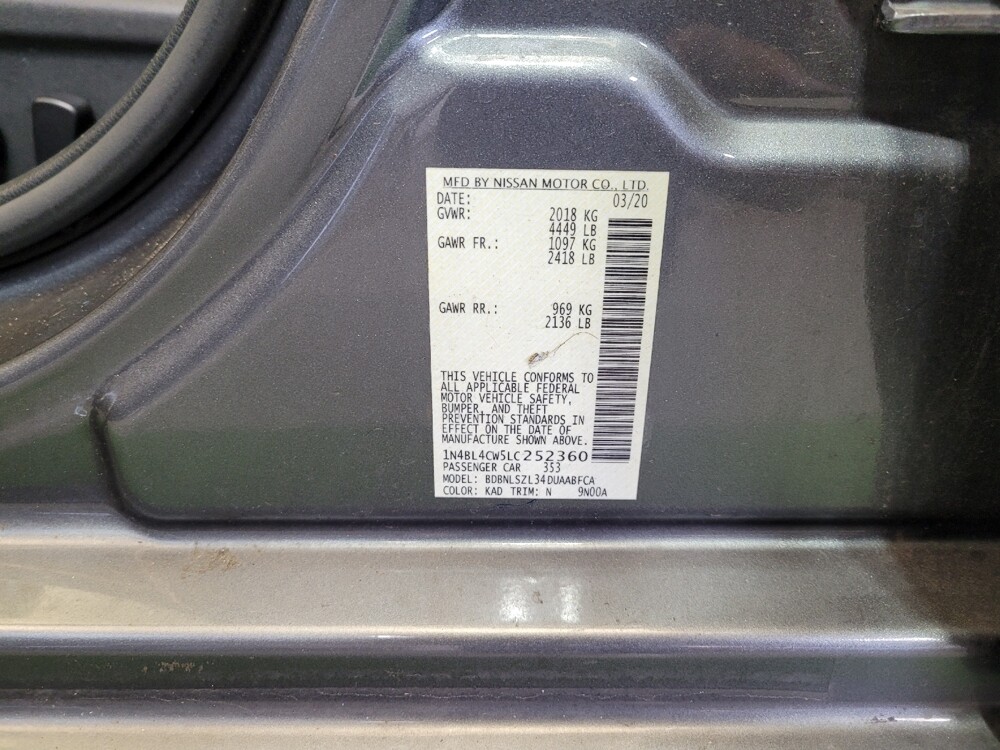 MFD BY NISSAN MOTOR CO., LTD.
DATE: 03/20
GVWR: 2018 KG
4449 LB
GAWR FR.: 1097 KG
2418 LB
GAWR RR.: 969 KG
2136 LB
THIS VEHICLE CONFORMS TO
ALL APPLICABLE FEDERAL
MOTOR VEHICLE SAFETY,
BUMPER, AND THEFT
PREVENTION STANDARDS IN
EFFECT ON THE DATE OF
MANUFACTURE SHOWN ABOVE.
1N4BL4CW5LC252360
PASSENGER CAR 353
MODEL: BDBNLSZL34DUAABFCA
COLOR: KAD TRIM: N 9N00A